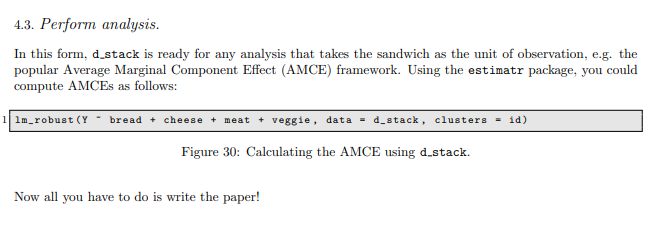 4.3. Perform analysis.
In this form, d_stack is ready for any analysis that takes the sandwich as the unit of observation, e.g. the
popular Average Marginal Component Effect (AMCE) framework. Using the estimatr package, you could
compute AMCEs as follows:
1 lm_robust(Y ~ bread + cheese + meat + veggie, data = d_stack, clusters = id)
Figure 30: Calculating the AMCE using d_stack.
Now all you have to do is write the paper!